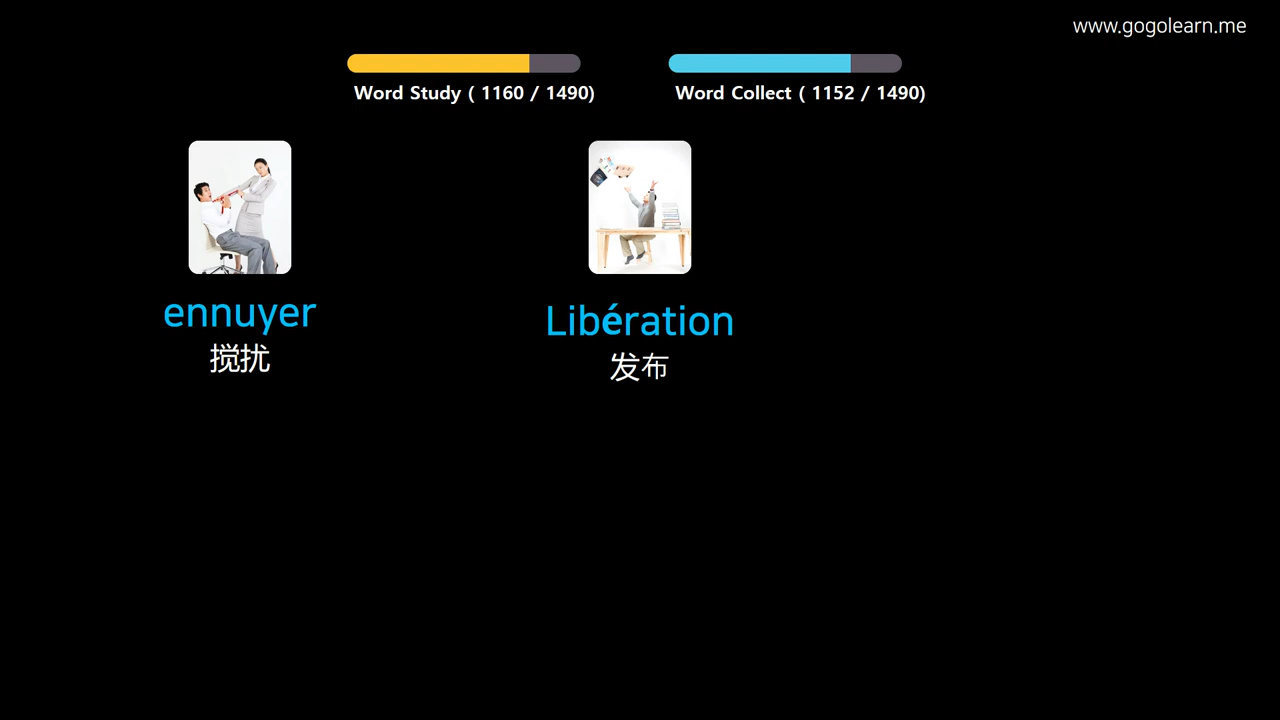 www.gogolearn.me
Word Study ( 1160 / 1490)
Word Collect ( 1152 / 1490)
ennuyer
搅扰
Libération
发布